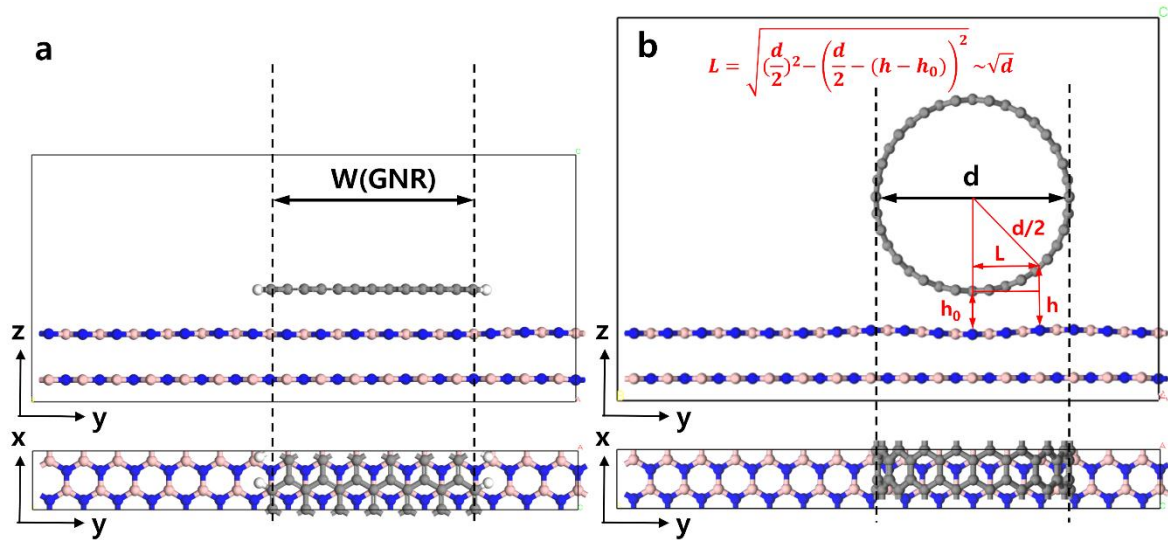 a
W(GNR)
z
y
x
y
b
L = √((d/2)²−(d/2 − (h − h₀))²) ~√d
d
d/2
L
h₀
h
z
y
x
y
C